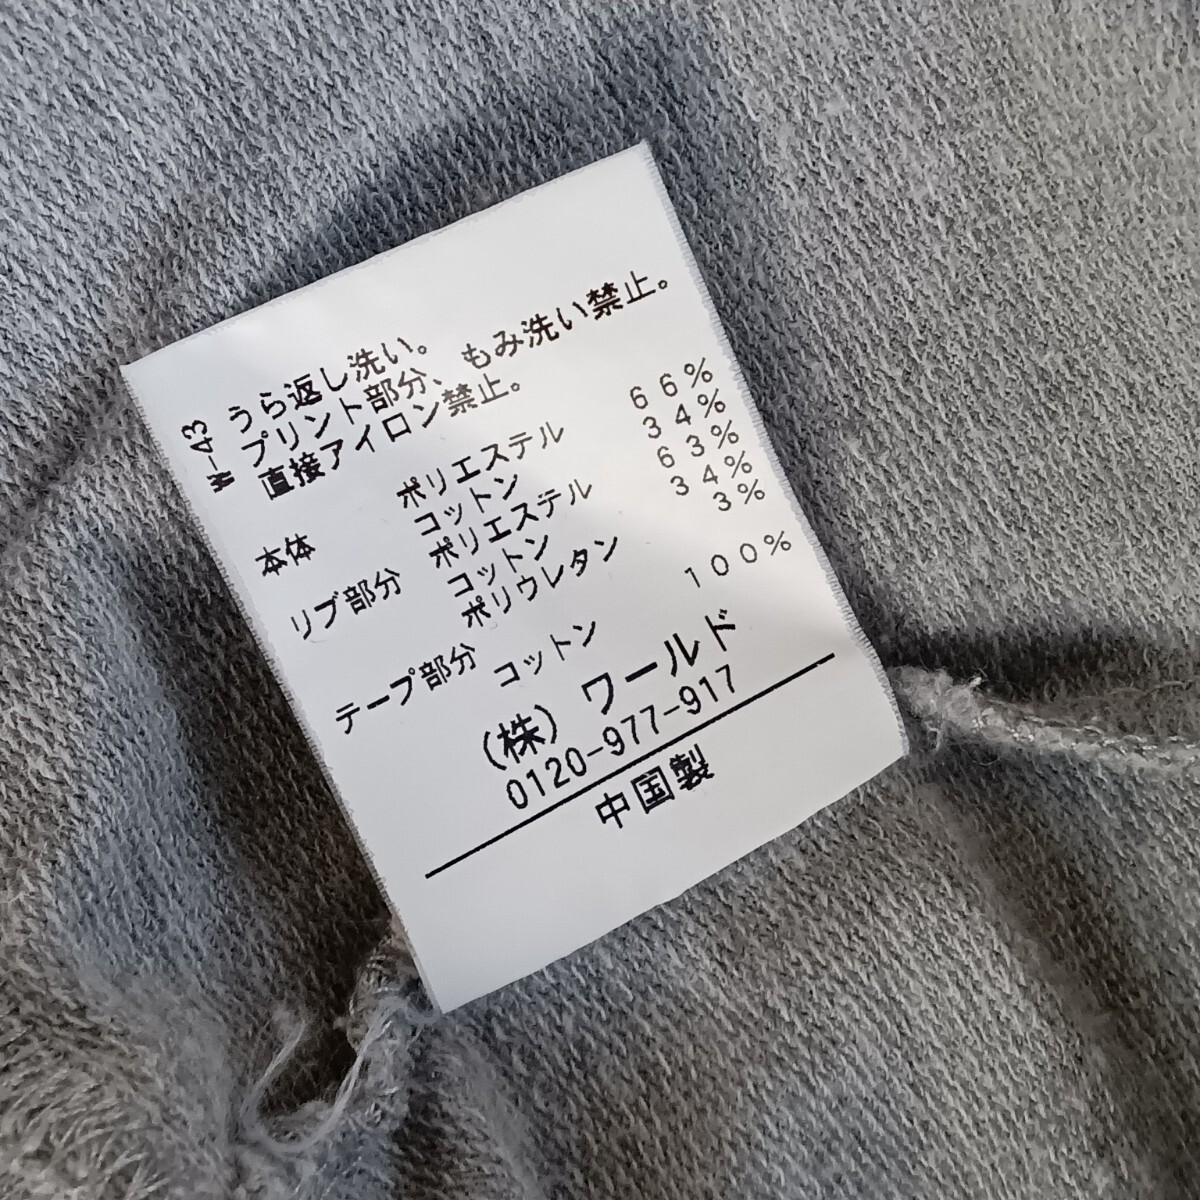 W-43
うら返し洗い。
プリント部分、もみ洗い禁止。
直接アイロン禁止。
本体 ポリエステル 66%
コットン 34%
リブ部分 ポリエステル 63%
コットン 34%
ポリウレタン 3%
テープ部分
コットン 100%
(株) ワールド
0120-977-917
中国製